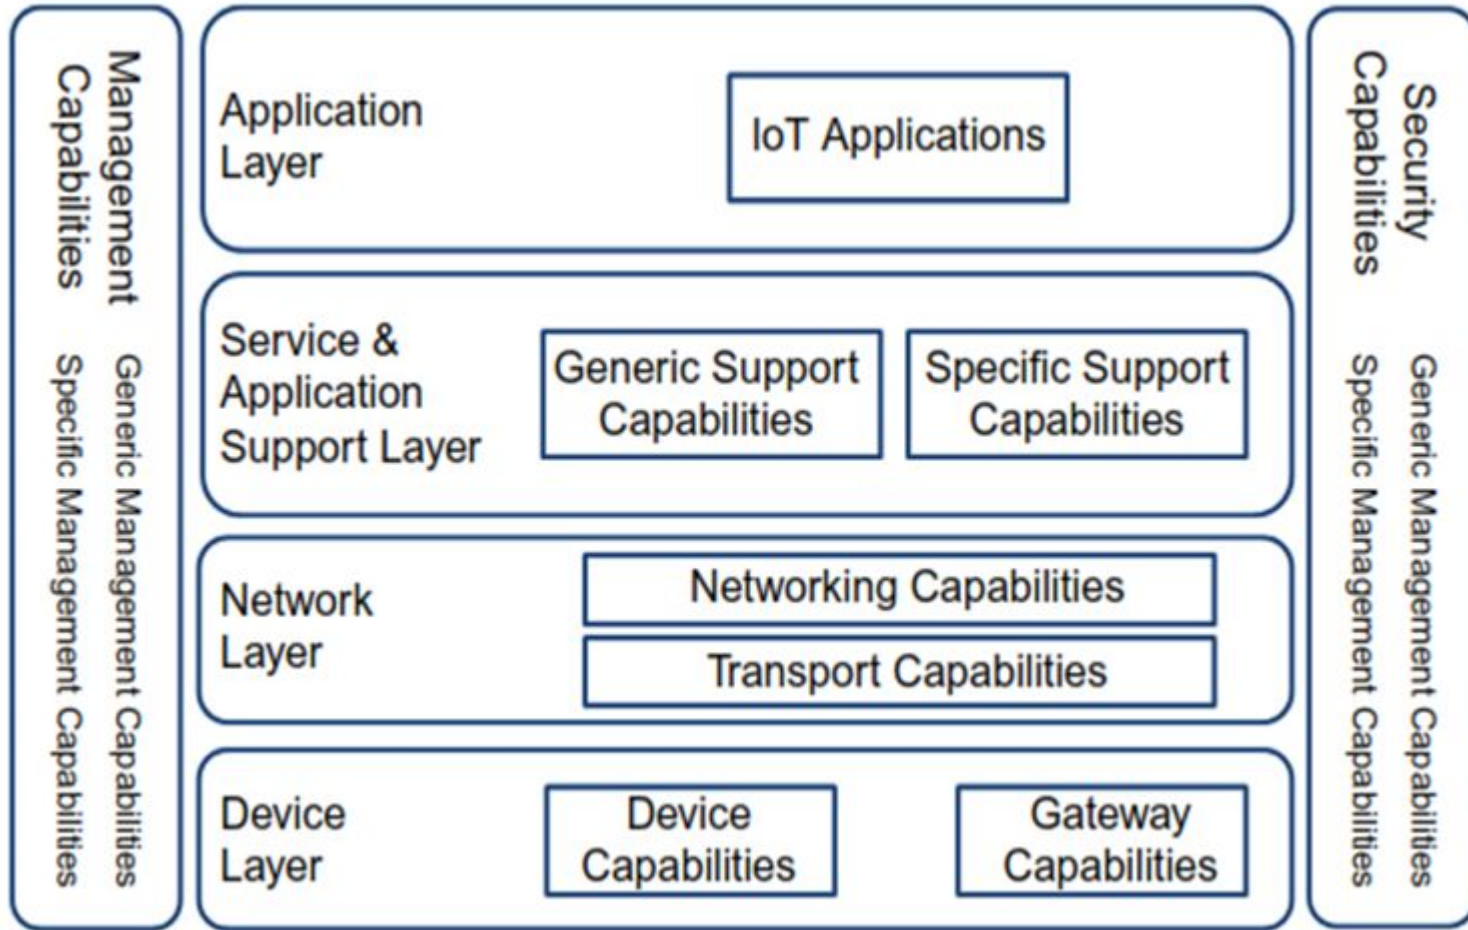 Management
Capabilities
Generic Management Capabilities
Specific Management Capabilities
Application
Layer
IoT Applications
Service &
Application
Support Layer
Generic Support
Capabilities
Specific Support
Capabilities
Network
Layer
Networking Capabilities
Transport Capabilities
Device
Layer
Device
Capabilities
Gateway
Capabilities
Security
Capabilities
Generic Management Capabilities
Specific Management Capabilities